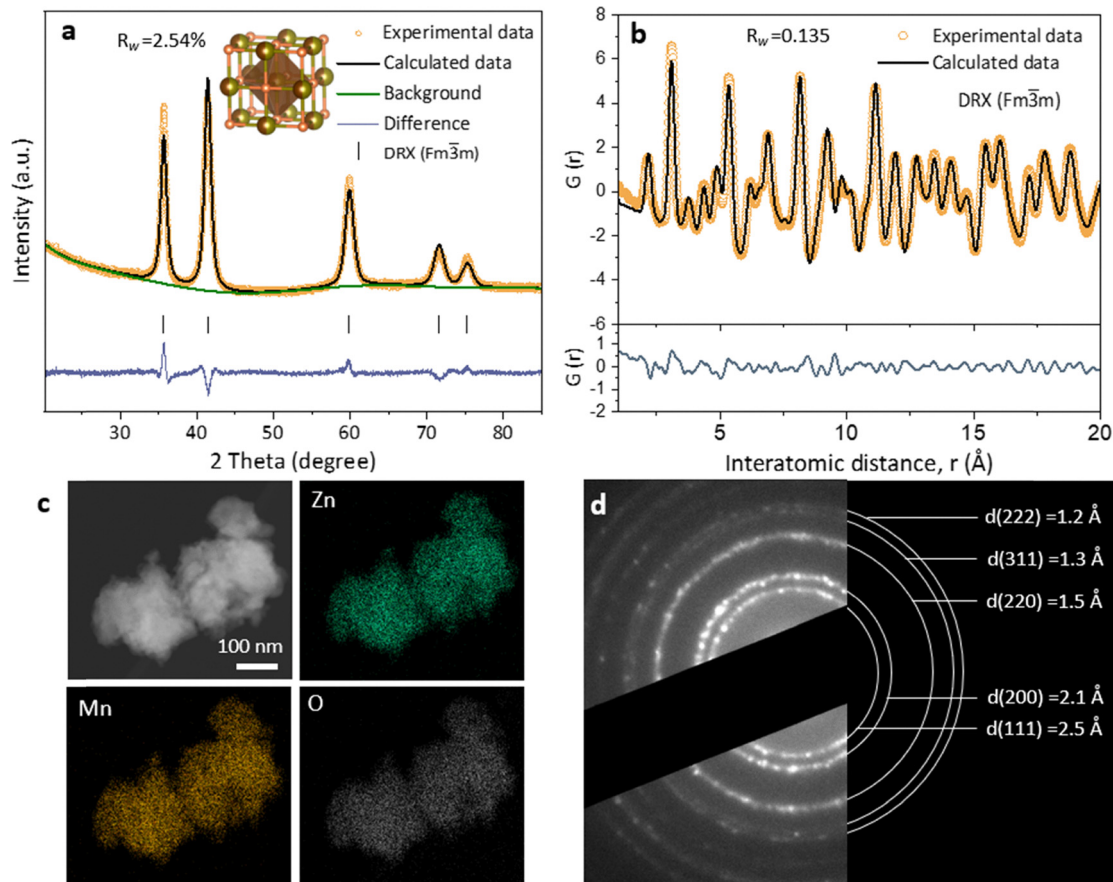 a
R_w=2.54%
Experimental data
Calculated data
Background
Difference
DRX (Fm3̅m)
Intensity (a.u.)
30 40 50 60 70 80
2 Theta (degree)
b
R_w=0.135
Experimental data
Calculated data
DRX (Fm3̅m)
G (r)
8
6
4
2
0
-2
-4
-6
G (r)
1
0
-1
-2
5 10 15 20
Interatomic distance, r (Å)
c
100 nm
Zn
Mn
O
d
d(222) =1.2 Å
d(311) =1.3 Å
d(220) =1.5 Å
d(200) =2.1 Å
d(111) =2.5 Å